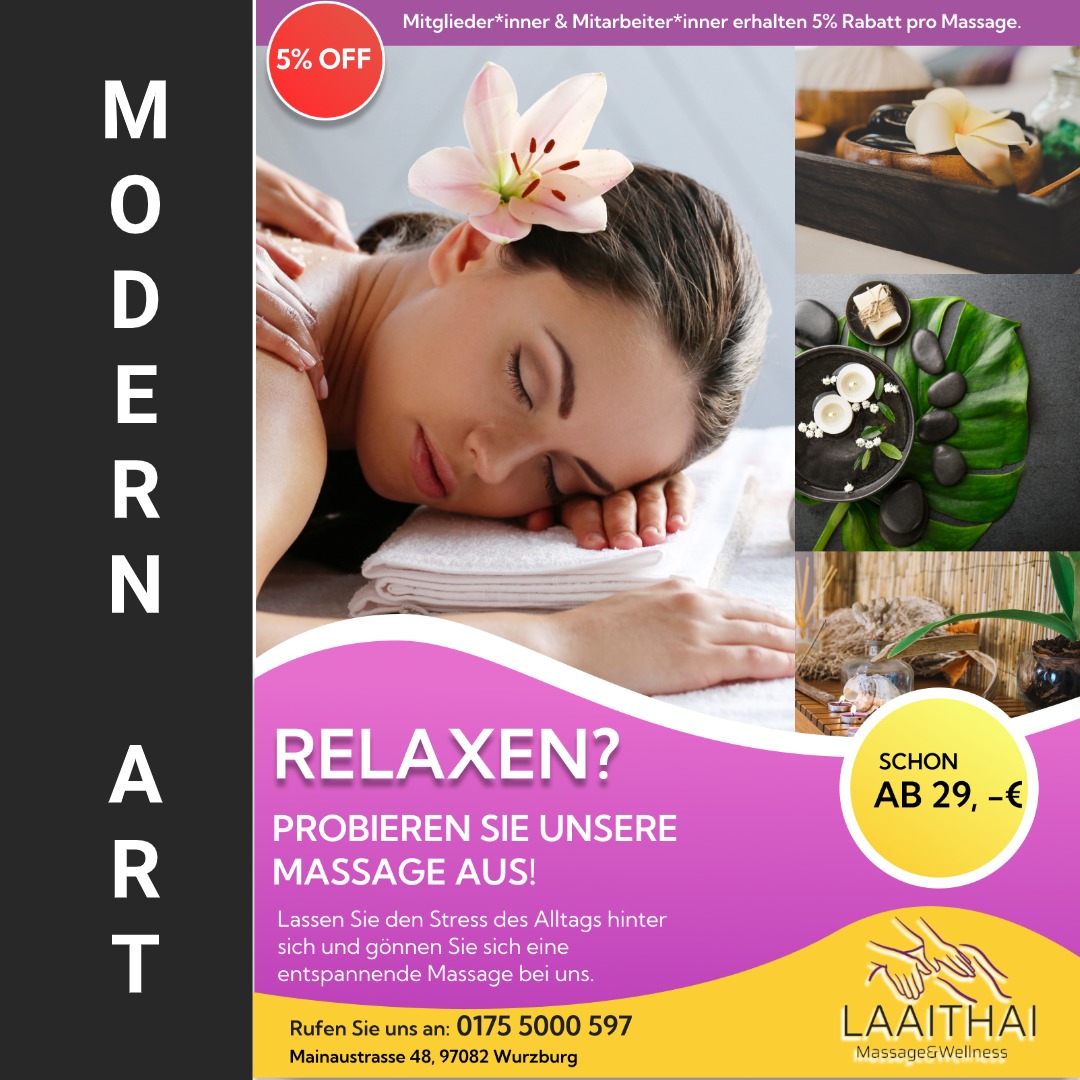 MODERN ART
Mitglieder*inner & Mitarbeiter*inner erhalten 5% Rabatt pro Massage.
5% OFF
RELAXEN?
PROBIEREN SIE UNSERE
MASSAGE AUS!
Lassen Sie den Stress des Alltags hinter
sich und gönnen Sie sich eine
entspannende Massage bei uns.
SCHON
AB 29, -€
Rufen Sie uns an: 0175 5000 597
Mainaustrasse 48, 97082 Wurzburg
LAAITHAI
Massage&Wellness